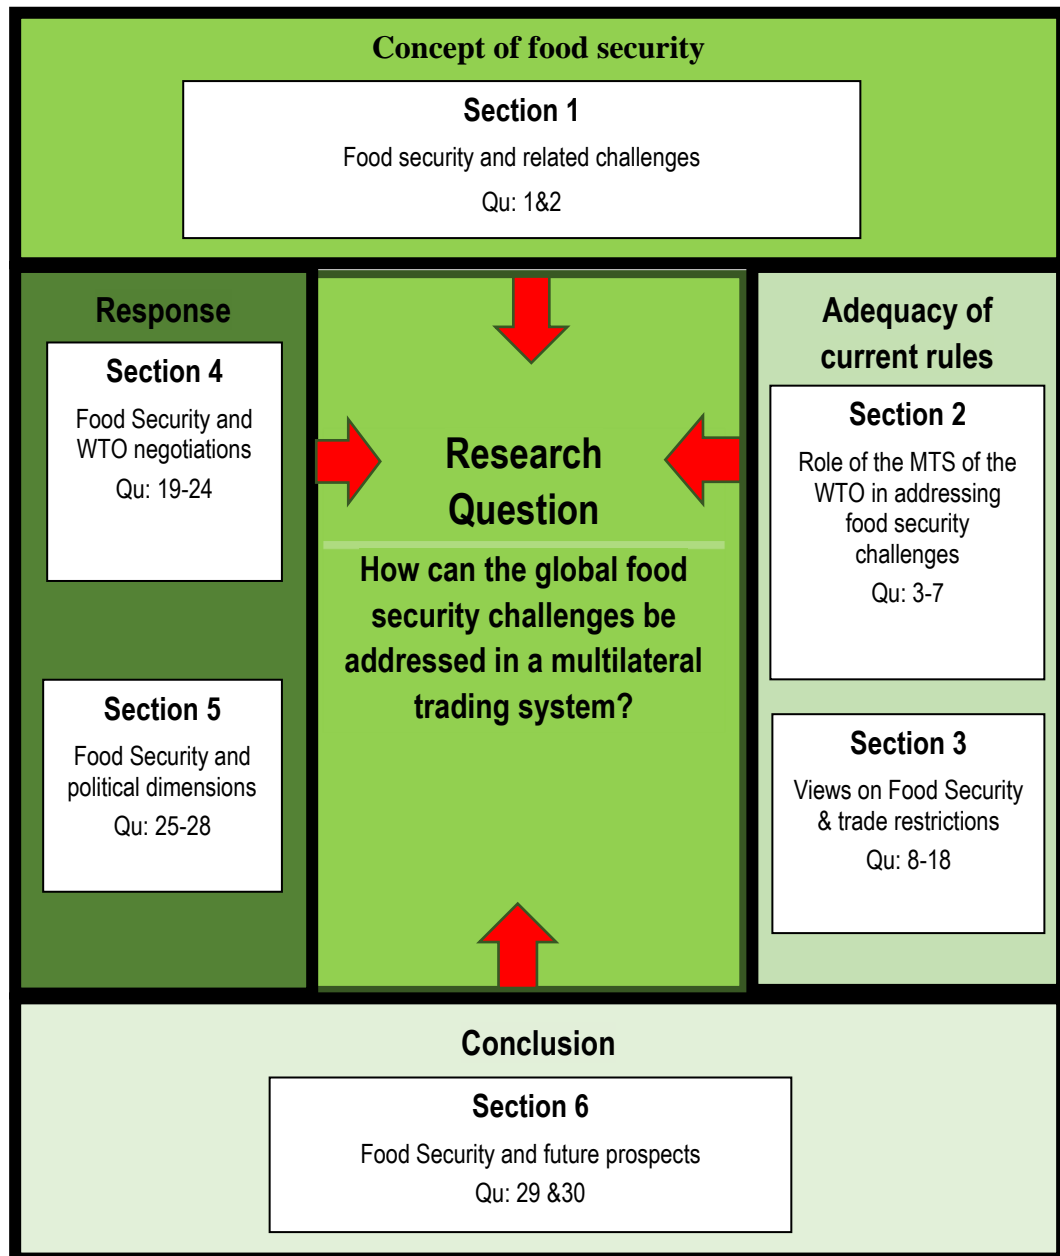 Concept of food security
Section 1
Food security and related challenges
Qu: 1&2
Response
Section 4
Food Security and
WTO negotiations
Qu: 19-24
Section 5
Food Security and
political dimensions
Qu: 25-28
Research
Question
How can the global food
security challenges be
addressed in a multilateral
trading system?
Adequacy of
current rules
Section 2
Role of the MTS of the
WTO in addressing
food security
challenges
Qu: 3-7
Section 3
Views on Food Security
& trade restrictions
Qu: 8-18
Conclusion
Section 6
Food Security and future prospects
Qu: 29 &30